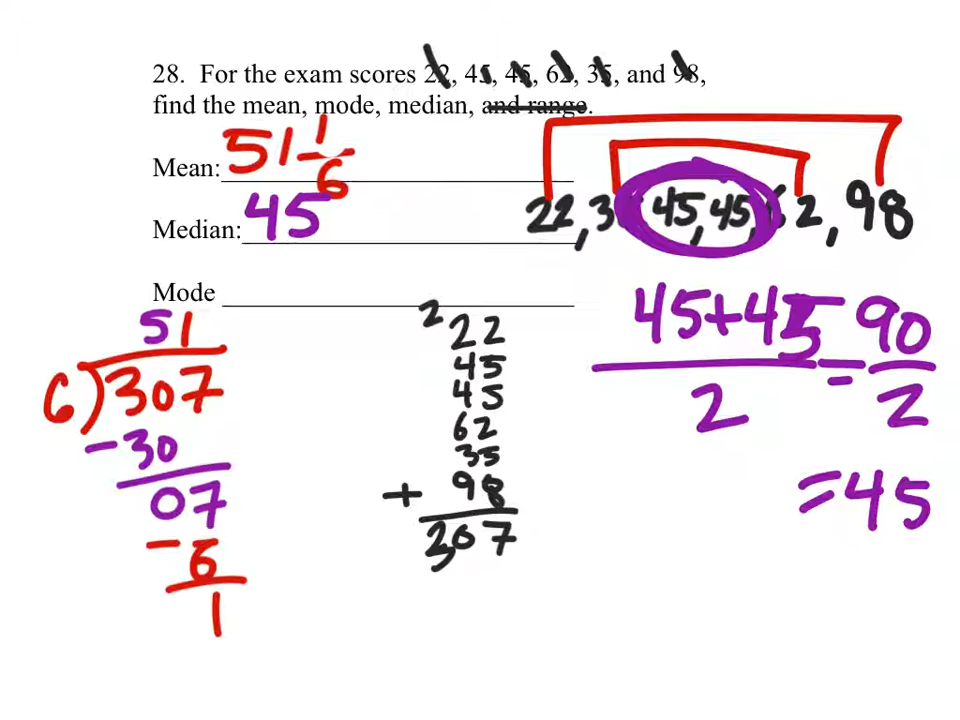 28. For the exam scores 22, 45, 45, 62, 35, and 98,
find the mean, mode, median, and range.
Mean: 51 1/6
Median: 45
Mode
22, 3 45, 45, 62, 98
45+45/2 = 90/2
=45
51
6)307
-30
07
-6
1
2
22
45
45
62
35
+ 98
307